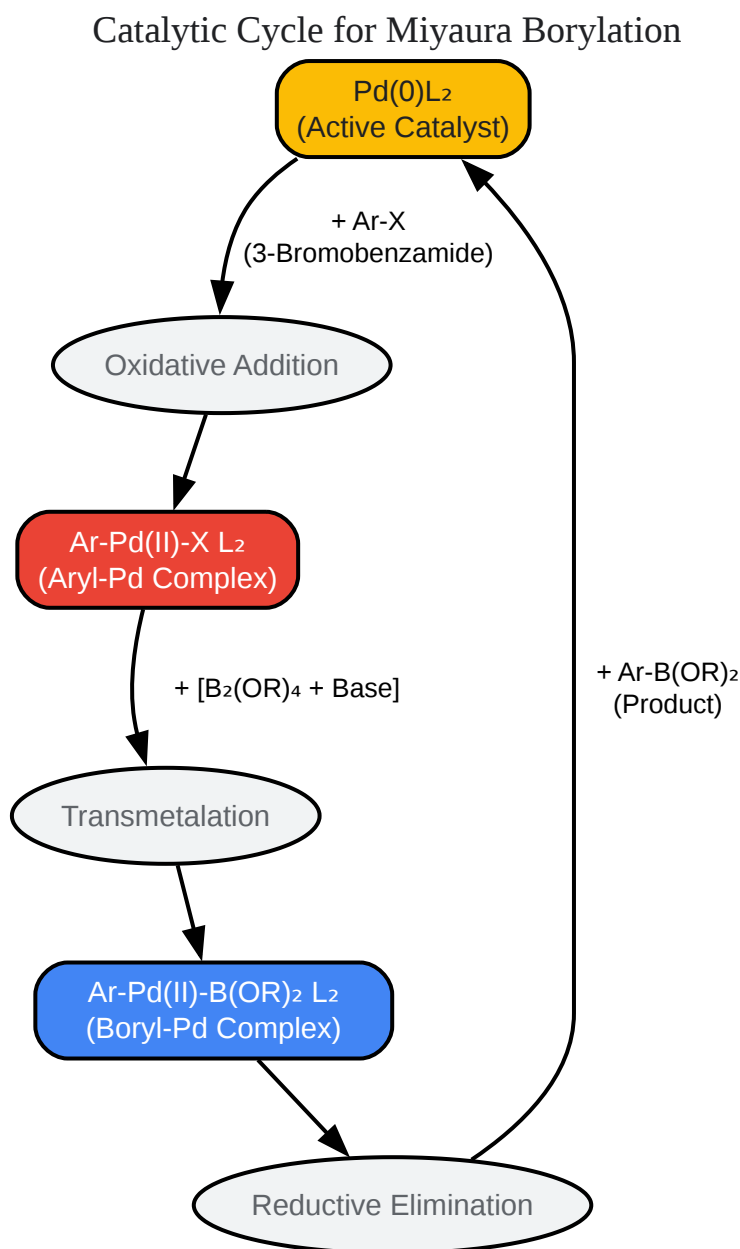 Catalytic Cycle for Miyaura Borylation
Pd(0)L₂
(Active Catalyst)
+ Ar-X
(3-Bromobenzamide)
Oxidative Addition
Ar-Pd(II)-X L₂
(Aryl-Pd Complex)
+ [B₂(OR)₄ + Base]
+ Ar-B(OR)₂
(Product)
Transmetalation
Ar-Pd(II)-B(OR)₂ L₂
(Boryl-Pd Complex)
Reductive Elimination